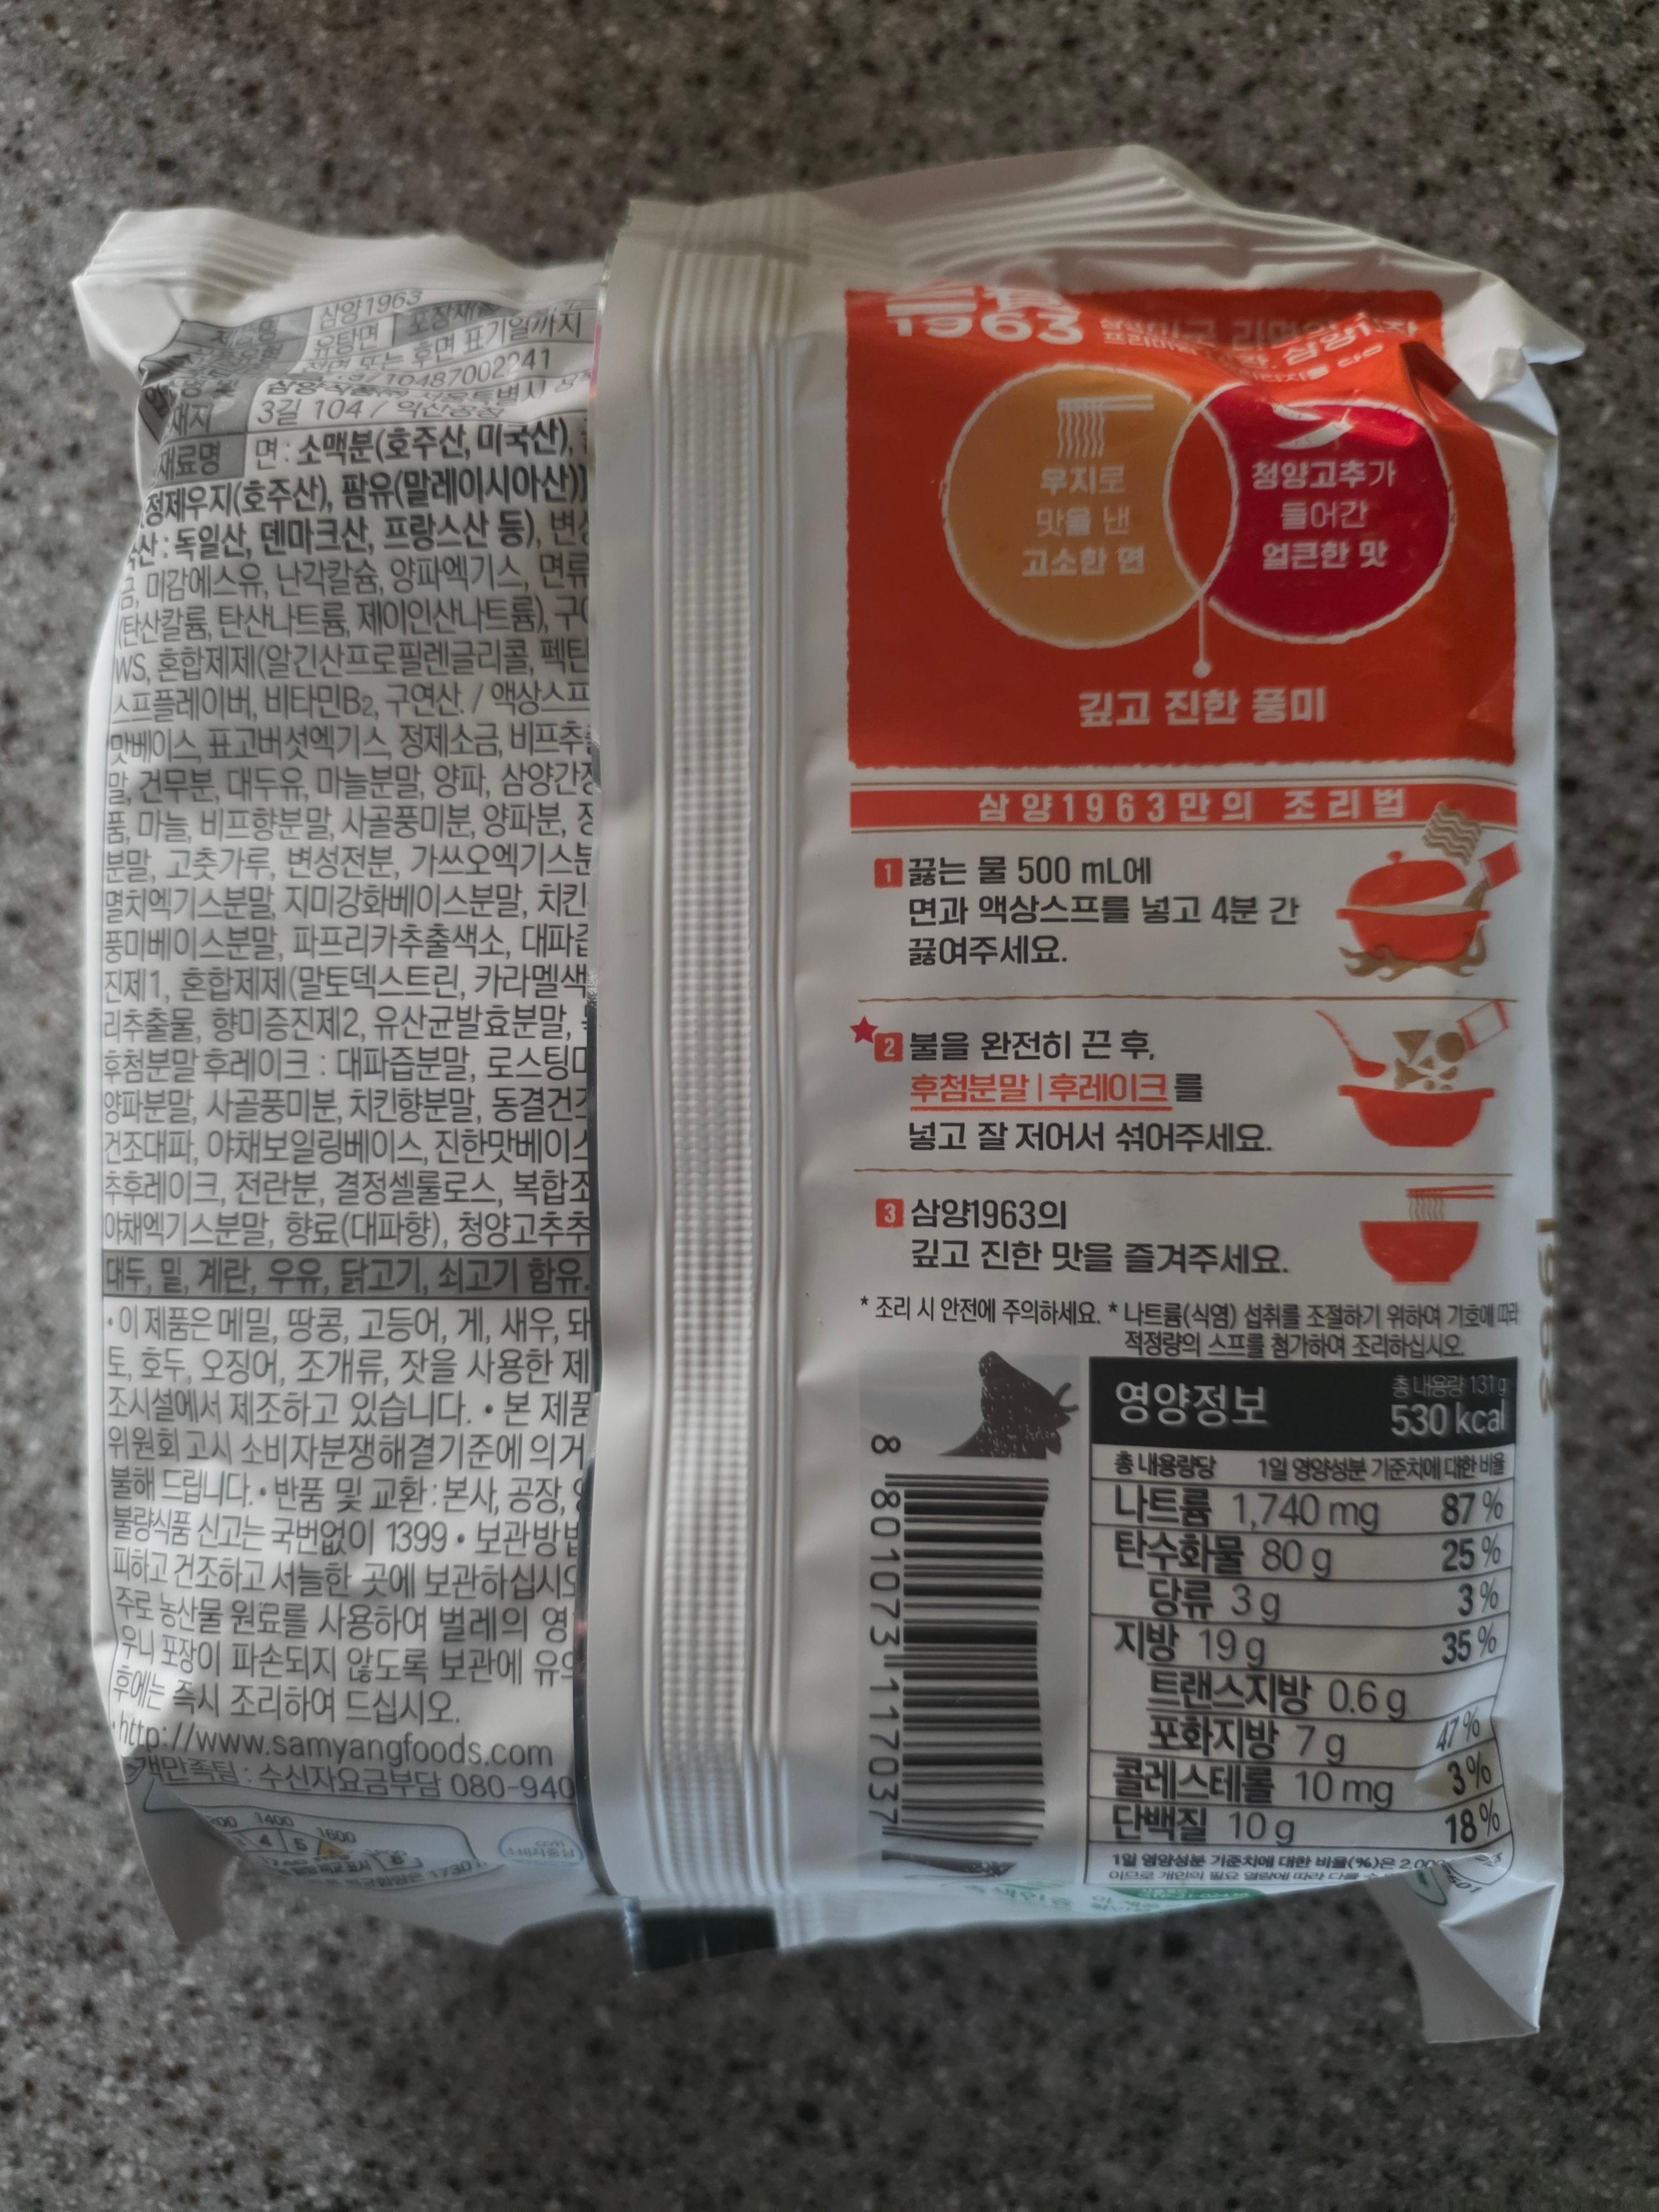 삼양1963
유탕면
전면 또는 후면 표기일까지
10487002241
3길 104 / 익산공장
재료명 면 : 소맥분(호주산, 미국산),
정제우지(호주산), 팜유(말레이시아산)]
산 : 독일산, 덴마크산, 프랑스산 등), 변
미감에스유, 난각칼슘, 양파엑기스, 면류
(탄산칼륨, 탄산나트륨, 제이인산나트륨), 구
WS, 혼합제제(알긴산프로필렌글리콜, 펙틴
스프플레이버, 비타민B2, 구연산. / 액상스프
맛베이스, 표고버섯엑기스, 정제소금, 비프추
말, 건무분, 대두유, 마늘분말, 양파, 삼양간장
품, 마늘, 비프향분말, 사골풍미분, 양파분,
분말, 고춧가루, 변성전분, 가쓰오엑기스분
멸치엑기스분말, 지미강화베이스분말, 치킨
풍미베이스분말, 파프리카추출색소, 대파즙
진제1, 혼합제제(말토덱스트린, 카라멜색
리추출물, 향미증진제2, 유산균발효분말,
후첨분말후레이크 : 대파즙분말, 로스팅
양파분말, 사골풍미분, 치킨향분말, 동결건조
건조대파, 야채보일링베이스, 진한맛베이스
추후레이크, 전란분, 결정셀룰로스, 복합조
야채엑기스분말, 향료(대파향), 청양고추추
대두, 밀, 계란, 우유, 닭고기, 쇠고기 함유.
• 이 제품은 메밀, 땅콩, 고등어, 게, 새우, 돼
토, 호두, 오징어, 조개류, 잣을 사용한 제
조시설에서 제조하고 있습니다. • 본 제품
위원회 고시 소비자분쟁해결기준에 의거
불해 드립니다. • 반품 및 교환 : 본사, 공장,
불량식품 신고는 국번없이 1399 • 보관방법
피하고 건조하고 서늘한 곳에 보관하십시오
주로 농산물 원료를 사용하여 벌레의 영
우니 포장이 파손되지 않도록 보관에 유의
후에는 즉시 조리하여 드십시오.
• http://www.samyangfoods.com
고객만족팀 : 수신자요금부담 080-940
1400
1600
4 5
1963
우지로
맛을 낸
고소한 면
청양고추가
들어간
얼큰한 맛
깊고 진한 풍미
삼양1963만의 조리법
1 끓는 물 500 mL에
면과 액상스프를 넣고 4분 간
끓여주세요.
2 불을 완전히 끈 후,
후첨분말 | 후레이크를
넣고 잘 저어서 섞어주세요.
3 삼양1963의
깊고 진한 맛을 즐겨주세요.
* 조리 시 안전에 주의하세요. * 나트륨(식염) 섭취를 조절하기 위하여 기호에 따라
적정량의 스프를 첨가하여 조리하십시오.
영양정보
총 내용량 131g
530 kcal
총 내용량당 1일 영양성분 기준치에 대한 비율
나트륨 1,740 mg 87 %
탄수화물 80 g 25 %
당류 3 g 3 %
지방 19 g 35 %
트랜스지방 0.6 g
포화지방 7 g 47 %
콜레스테롤 10 mg 3 %
단백질 10 g 18 %
1일 영양성분 기준치에 대한 비율(%)은 2,000
이므로 개인의 필요 열량에 따라 다를 수
8 801073 117037
1963